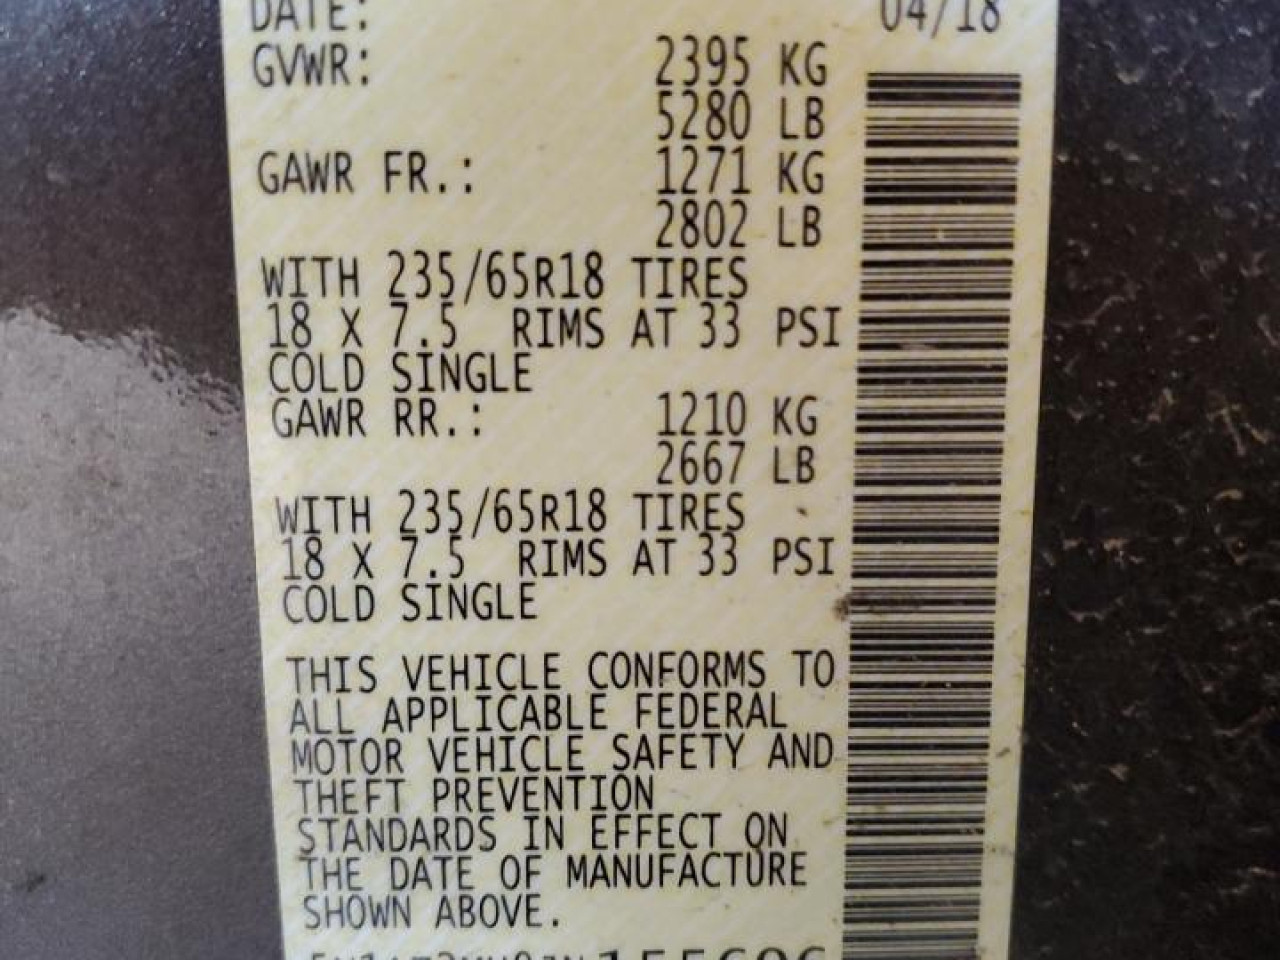 DATE: 04/18
GVWR: 2395 KG
5280 LB
GAWR FR.: 1271 KG
2802 LB
WITH 235/65R18 TIRES
18 X 7.5 RIMS AT 33 PSI
COLD SINGLE
GAWR RR.: 1210 KG
2667 LB
WITH 235/65R18 TIRES
18 X 7.5 RIMS AT 33 PSI
COLD SINGLE
THIS VEHICLE CONFORMS TO
ALL APPLICABLE FEDERAL
MOTOR VEHICLE SAFETY AND
THEFT PREVENTION
STANDARDS IN EFFECT ON
THE DATE OF MANUFACTURE
SHOWN ABOVE.